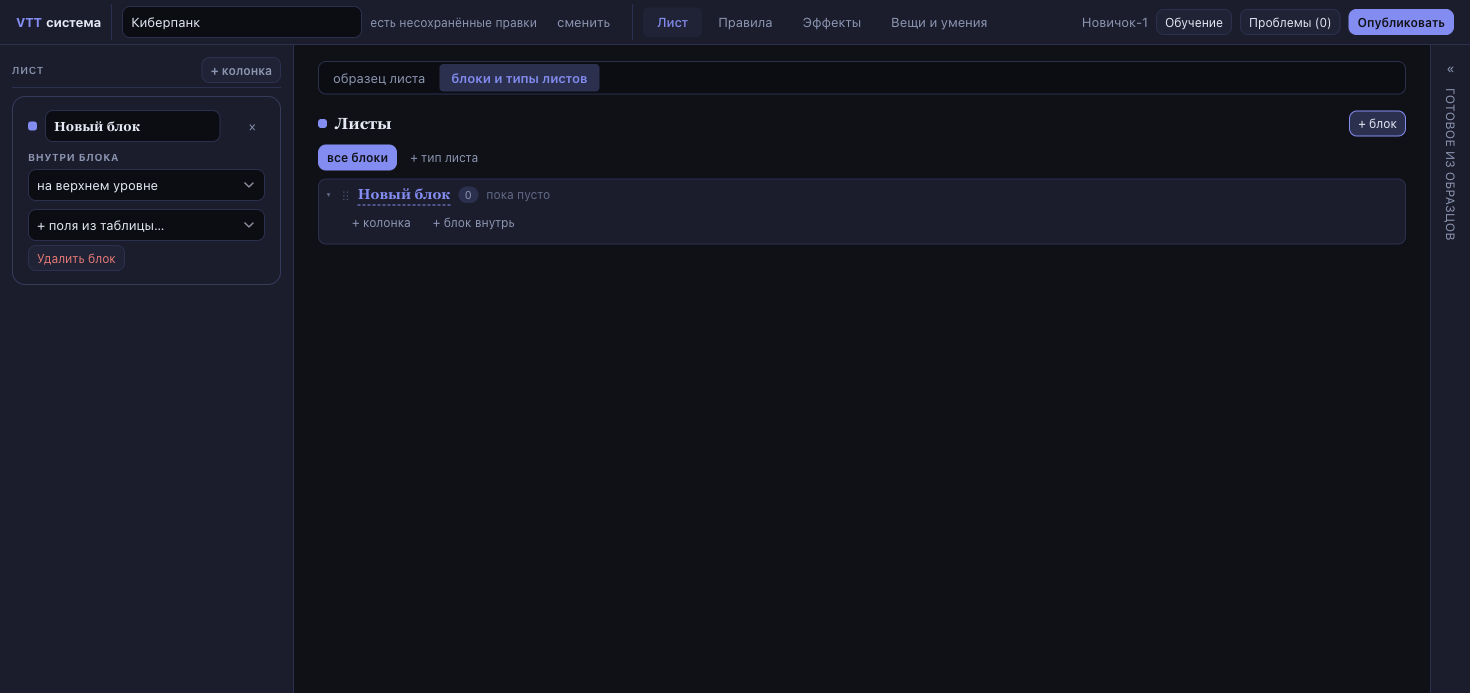 VTT система
Киберпанк
есть несохранённые правки
сменить
Лист
Правила
Эффекты
Вещи и умения
Новичок-1
Обучение
Проблемы (0)
Опубликовать
ЛИСТ
+ колонка
Новый блок
×
ВНУТРИ БЛОКА
на верхнем уровне
+ поля из таблицы...
Удалить блок
образец листа
блоки и типы листов
Листы
+ блок
все блоки
+ тип листа
Новый блок
0
пока пусто
+ колонка
+ блок внутрь
«
ГОТОВОЕ ИЗ ОБРАЗЦОВ